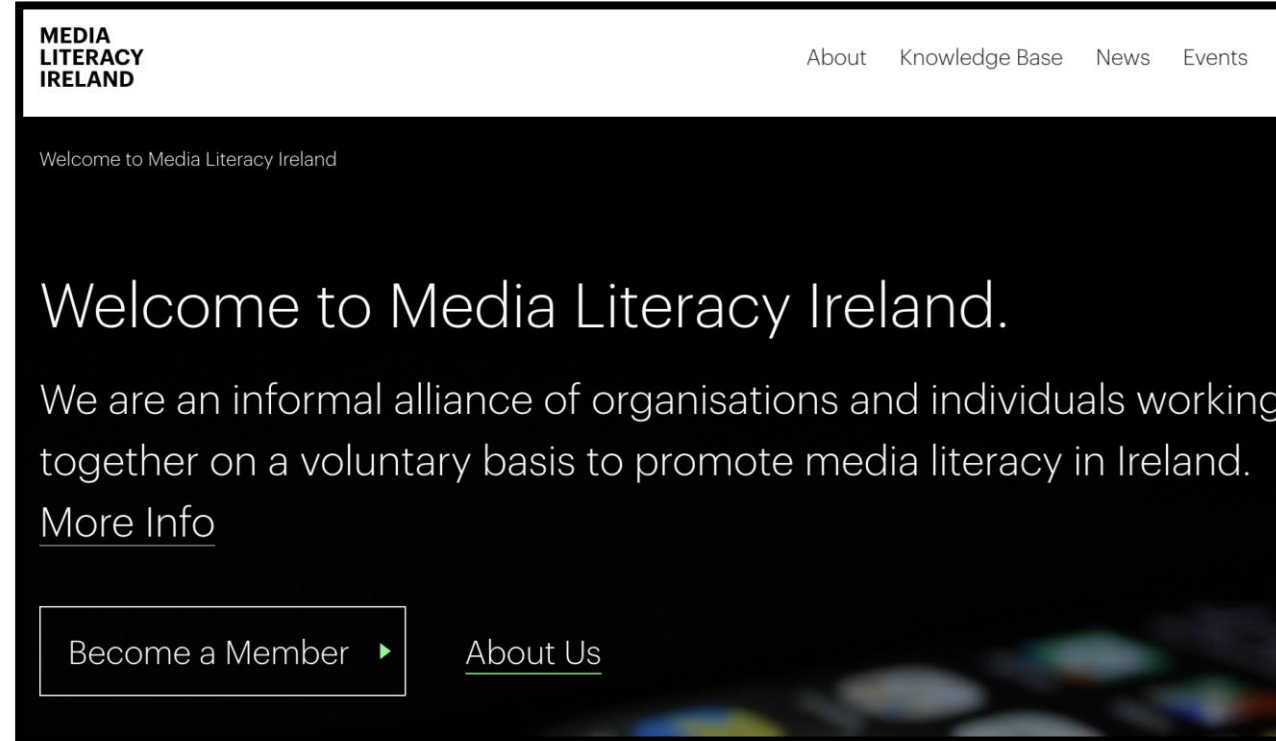 MEDIA
LITERACY
IRELAND
About Knowledge Base News Events
Welcome to Media Literacy Ireland
Welcome to Media Literacy Ireland.
We are an informal alliance of organisations and individuals working
together on a voluntary basis to promote media literacy in Ireland.
More Info
Become a Member About Us